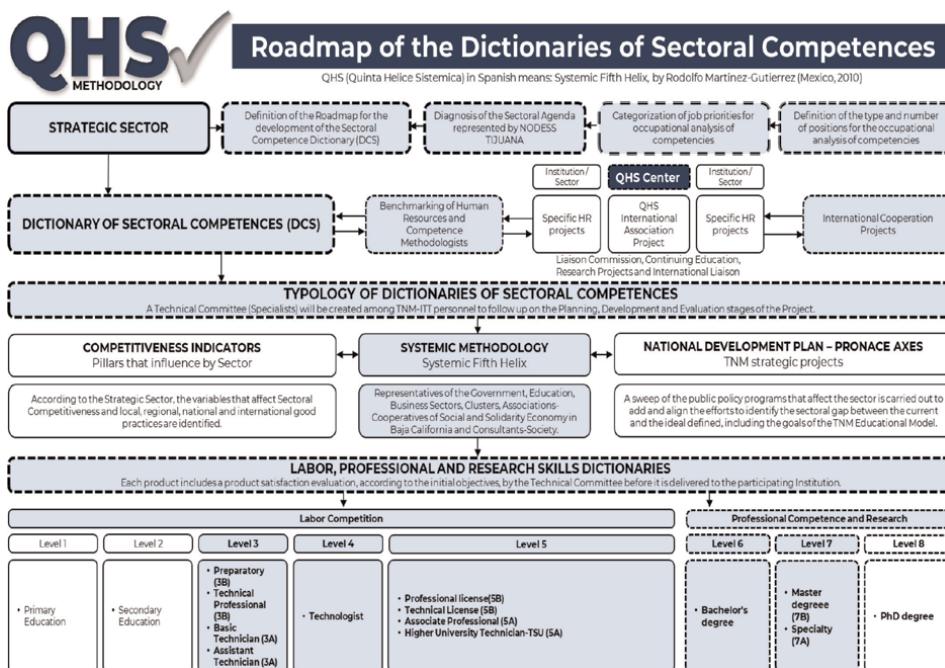 QHS
METHODOLOGY
Roadmap of the Dictionaries of Sectoral Competences
QHS (Quinta Helice Sistemica) in Spanish means: Systemic Fifth Helix, by Rodolfo Martinez-Gutierrez (Mexico, 2010)
STRATEGIC SECTOR
Definition of the Roadmap for the
development of the Sectoral
Competence Dictionary (DCS)
Diagnosis of the Sectoral Agenda
represented by NODESS
TIJUANA
Categorization of job priorities for
occupational analysis of
competencies
Definition of the type and number
of positions for the occupational
analysis of competencies
DICTIONARY OF SECTORAL COMPETENCES (DCS)
Benchmarking of Human
Resources and
Competence
Methodologists
Institution/
Sector
QHS Center
Institution/
Sector
Specific HR
projects
QHS
International
Association
Project
Specific HR
projects
International Cooperation
Projects
Liaison Commission, Continuing Education,
Research Projects and International Liaison
TYPOLOGY OF DICTIONARIES OF SECTORAL COMPETENCES
A Technical Committee (Specialists) will be created among TNM-ITT personnel to follow up on the Planning, Development and Evaluation stages of the Project.
COMPETITIVENESS INDICATORS
Pillars that influence by Sector
SYSTEMIC METHODOLOGY
Systemic Fifth Helix
NATIONAL DEVELOPMENT PLAN – PRONACE AXES
TNM strategic projects
According to the Strategic Sector, the variables that affect Sectoral
Competitiveness and local, regional, national and international good
practices are identified.
Representatives of the Government, Education,
Business Sectors, Clusters, Associations-
Cooperatives of Social and Solidarity Economy in
Baja California and Consultants-Society.
A sweep of the public policy programs that affect the sector is carried out to
add and align the efforts to identify the sectoral gap between the current
and the ideal defined, including the goals of the TNM Educational Model.
LABOR, PROFESSIONAL AND RESEARCH SKILLS DICTIONARIES
Each product includes a product satisfaction evaluation, according to the initial objectives, by the Technical Committee before it is delivered to the participating Institution.
Labor Competition
Professional Competence and Research
Level 1
Level 2
Level 3
Level 4
Level 5
Level 6
Level 7
Level 8
• Primary
Education
• Secondary
Education
• Preparatory
(3B)
• Technical
Professional
(3B)
• Basic
Technician (3A)
• Assistant
Technician (3A)
• Technologist
• Professional license(5B)
• Technical License (5B)
• Associate Professional (5A)
• Higher University Technician-TSU (5A)
• Bachelor's
degree
• Master
degreee
(7B)
• Specialty
(7A)
• PhD degree